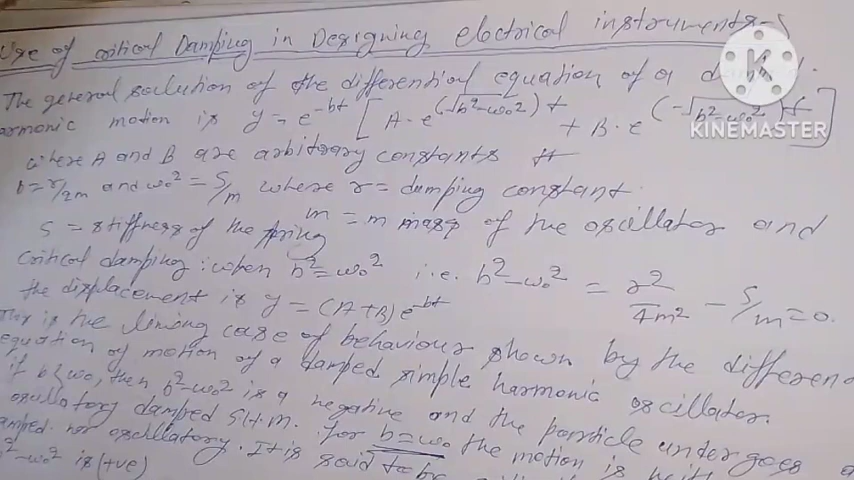 Use of critical Damping in Designing electrical instruments
The general solution of the differential equation of a
harmonic motion is y = e^-bt [ A · e^(√b²-ω₀²)t + B · e^(-√b²-ω₀²)t ]
KINEMASTER
where A and B are arbitrary constants
b = r/2m and ω₀² = S/m where r = damping constant.
m = m mass of the oscillator and
S = stiffness of the spring
critical damping : when b² = ω₀² i.e. b² - ω₀² = r²/4m² - S/m = 0.
the displacement is y = (A+B) e^-bt
This is the liming case of behaviour shown by the differen
equation of motion of a damped simple harmonic oscillator.
if b < ω₀, then b² - ω₀² is a negative and the particle undergoes a
oscillatory damped S.H.M. for b = ω₀ the motion is
amped nor oscillatory. It is said to be
b² - ω₀² is (+ve)